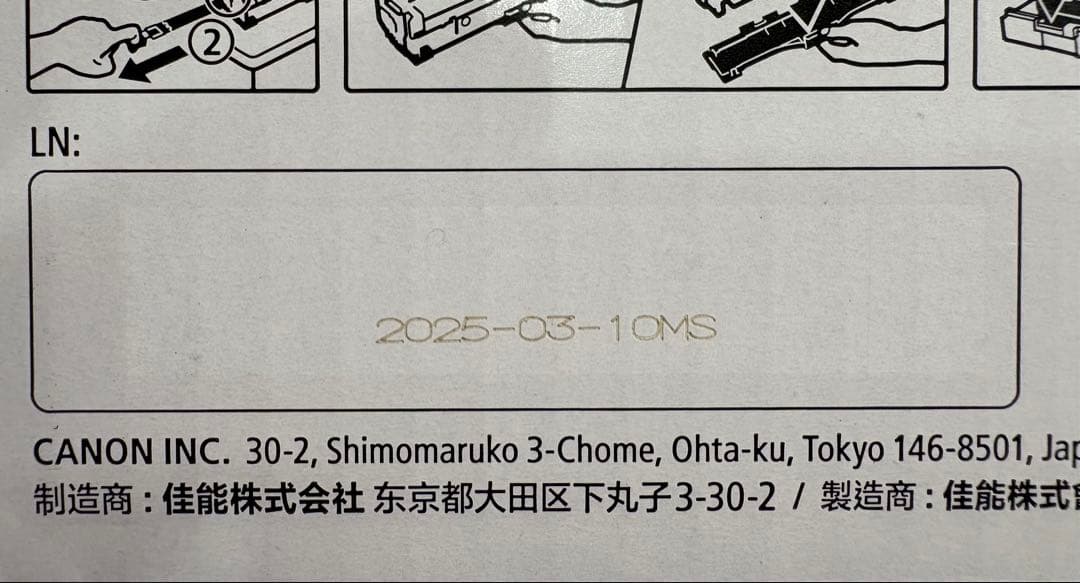 2
LN:
2025-03-10MS
CANON INC. 30-2, Shimomaruko 3-Chome, Ohta-ku, Tokyo 146-8501, Jap
制造商 : 佳能株式会社 东京都大田区下丸子3-30-2 / 製造商 : 佳能株式